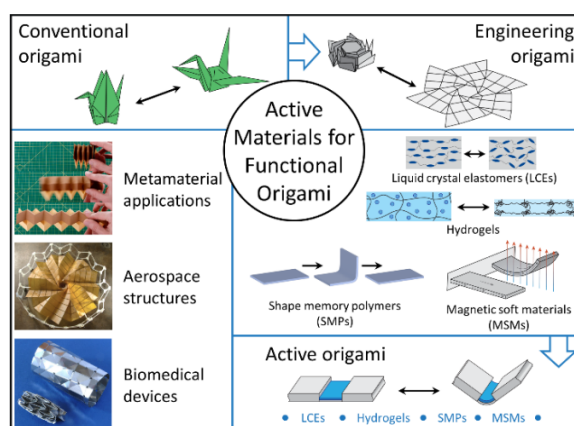 Conventional
origami
Engineering
origami
Active
Materials for
Functional
Origami
Metamaterial
applications
Aerospace
structures
Biomedical
devices
Liquid crystal elastomers (LCEs)
Hydrogels
Shape memory polymers
(SMPs)
Magnetic soft materials
(MSMs)
Active origami
• LCEs • Hydrogels • SMPs • MSMs •